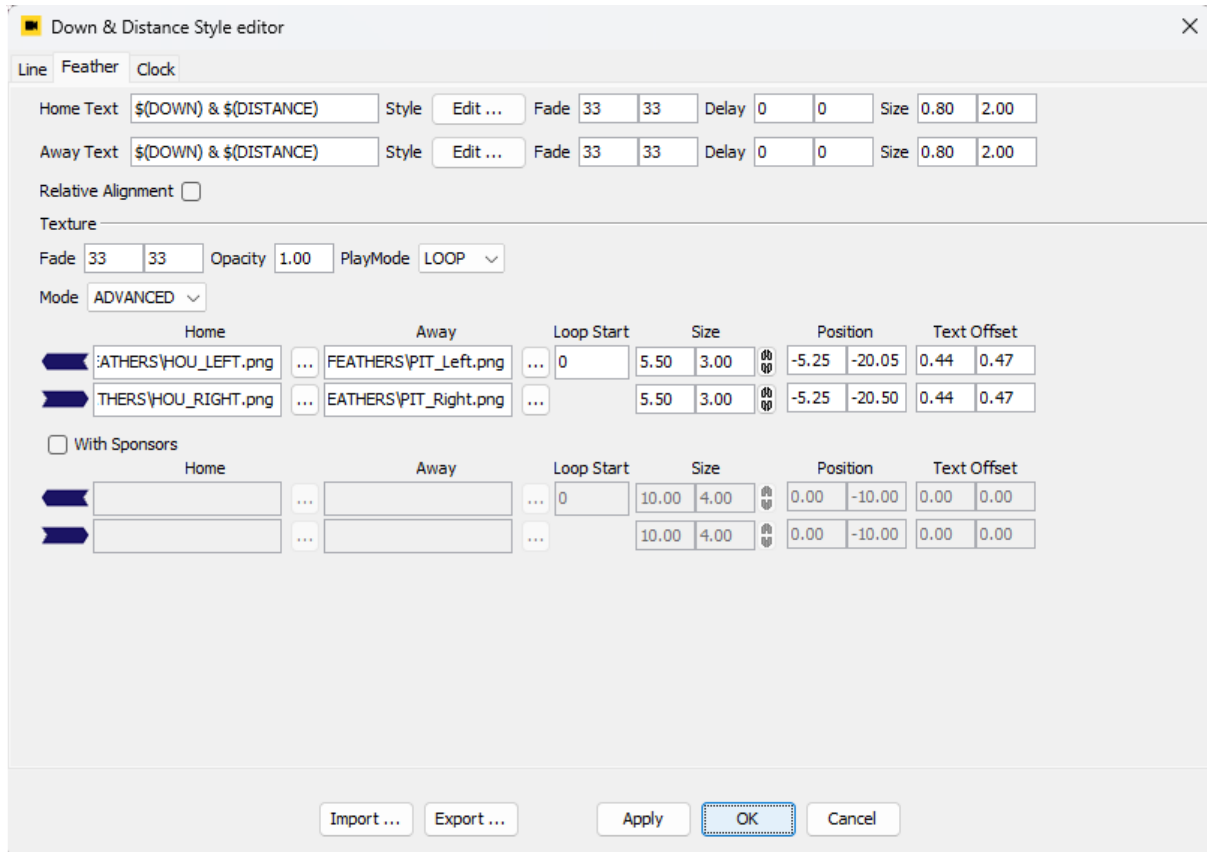 Down & Distance Style editor
Line Feather Clock
Home Text $(DOWN) & $(DISTANCE) Style Edit ... Fade 33 33 Delay 0 0 Size 0.80 2.00
Away Text $(DOWN) & $(DISTANCE) Style Edit ... Fade 33 33 Delay 0 0 Size 0.80 2.00
Relative Alignment
Texture
Fade 33 33 Opacity 1.00 PlayMode LOOP
Mode ADVANCED
Home Away Loop Start Size Position Text Offset
EATHERS\HOU_LEFT.png ... FEATHERS\PIT_Left.png ... 0 5.50 3.00 -5.25 -20.05 0.44 0.47
THERS\HOU_RIGHT.png ... EATHERS\PIT_Right.png ... 5.50 3.00 -5.25 -20.50 0.44 0.47
With Sponsors
Home Away Loop Start Size Position Text Offset
... ... 0 10.00 4.00 0.00 -10.00 0.00 0.00
... ... 10.00 4.00 0.00 -10.00 0.00 0.00
Import ... Export ... Apply OK Cancel